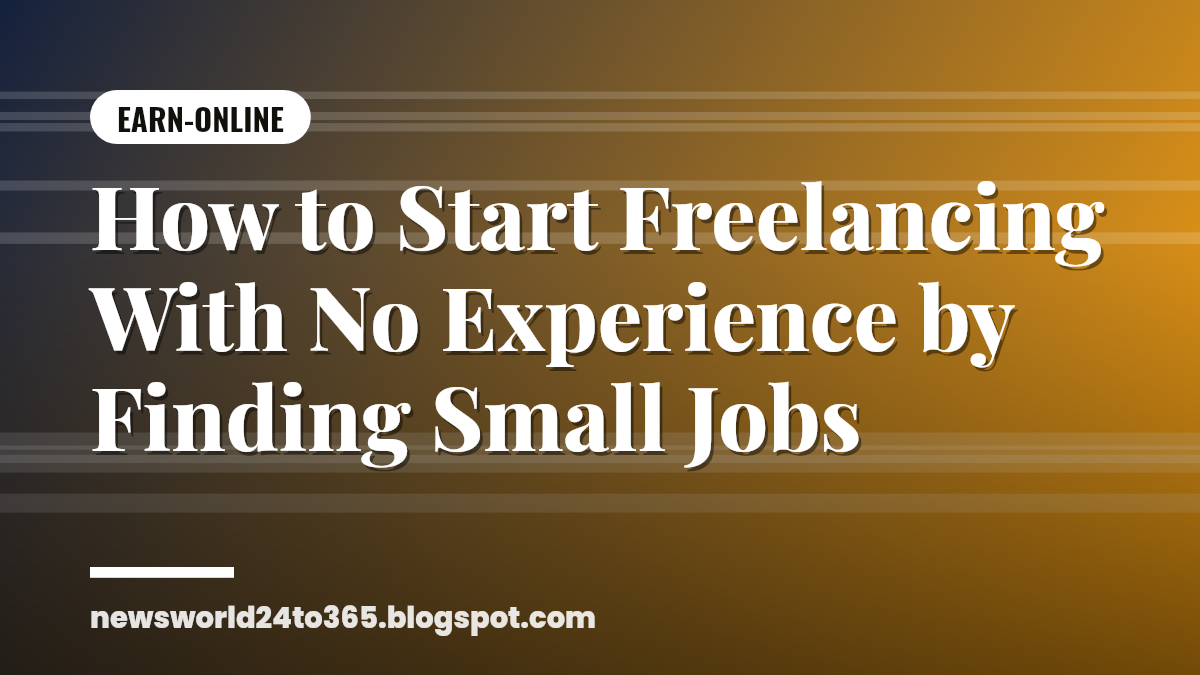 EARN-ONLINE
How to Start Freelancing
With No Experience by
Finding Small Jobs
newsworld24to365.blogspot.com